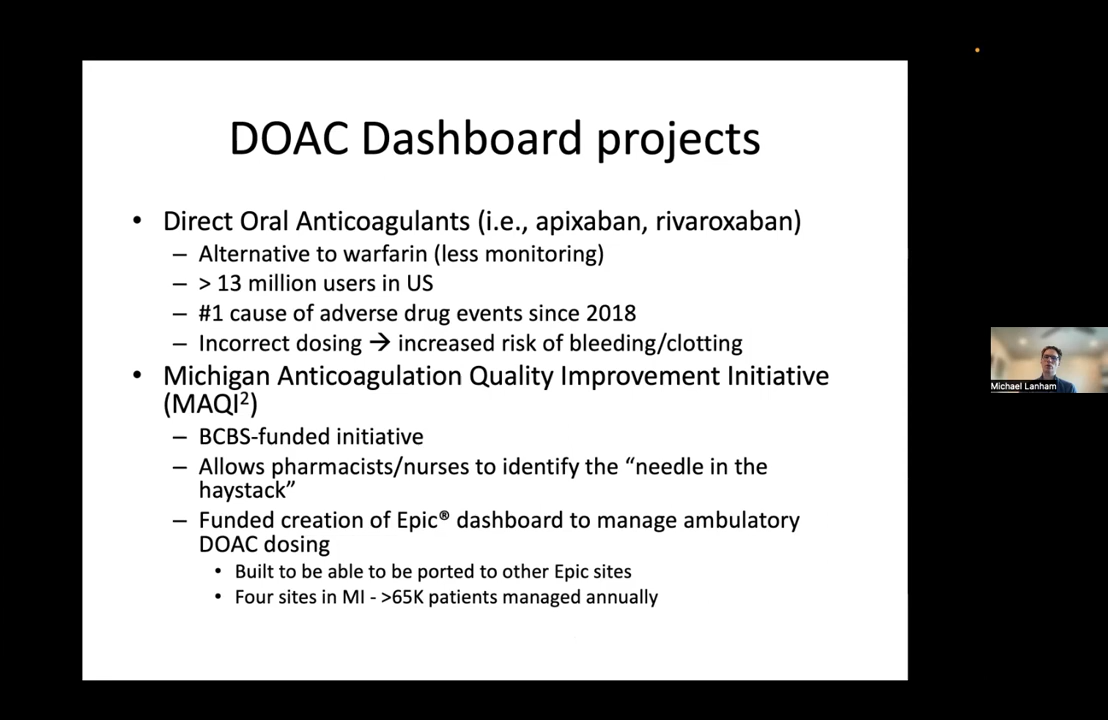 DOAC Dashboard projects
• Direct Oral Anticoagulants (i.e., apixaban, rivaroxaban)
– Alternative to warfarin (less monitoring)
– > 13 million users in US
– #1 cause of adverse drug events since 2018
– Incorrect dosing → increased risk of bleeding/clotting
• Michigan Anticoagulation Quality Improvement Initiative
(MAQI²)
– BCBS-funded initiative
– Allows pharmacists/nurses to identify the “needle in the
haystack”
– Funded creation of Epic® dashboard to manage ambulatory
DOAC dosing
• Built to be able to be ported to other Epic sites
• Four sites in MI - >65K patients managed annually
Michael Lanham